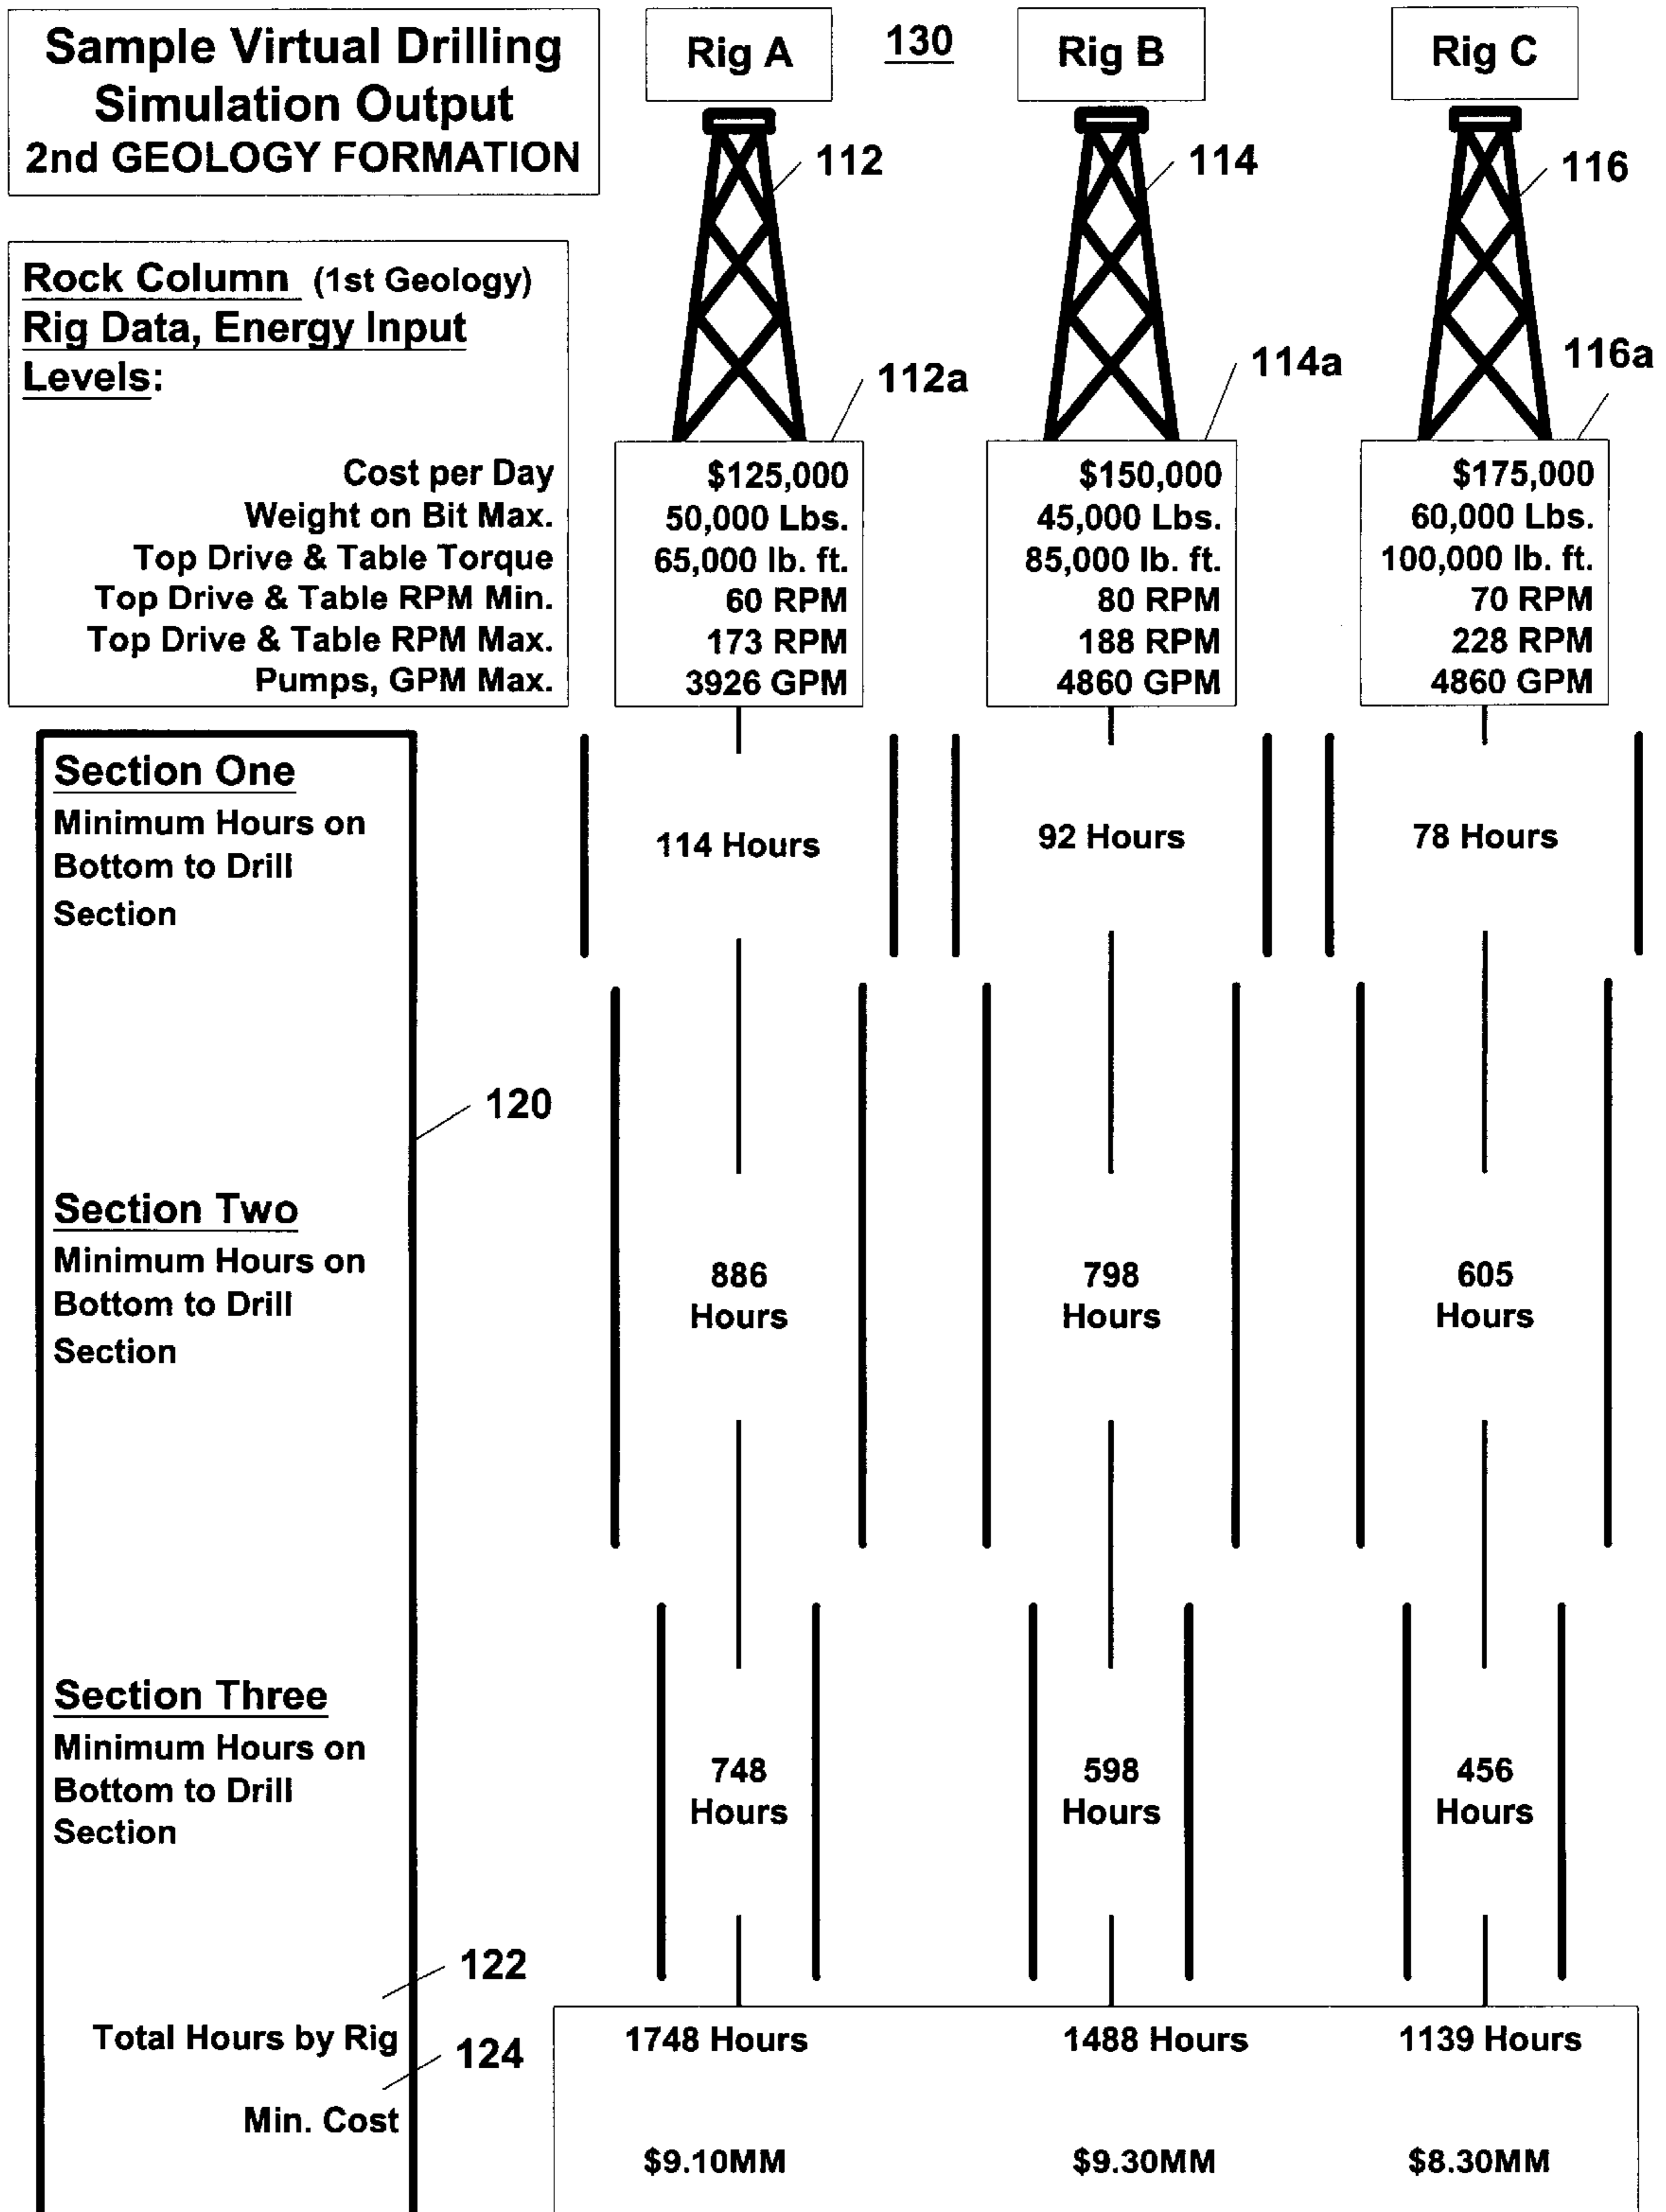 Sample Virtual Drilling
Simulation Output
2nd GEOLOGY FORMATION
Rig A
130
Rig B
Rig C
112
114
116
Rock Column (1st Geology)
Rig Data, Energy Input
Levels:
112a
114a
116a
Cost per Day
Weight on Bit Max.
Top Drive & Table Torque
Top Drive & Table RPM Min.
Top Drive & Table RPM Max.
Pumps, GPM Max.
$125,000
50,000 Lbs.
65,000 lb. ft.
60 RPM
173 RPM
3926 GPM
$150,000
45,000 Lbs.
85,000 lb. ft.
80 RPM
188 RPM
4860 GPM
$175,000
60,000 Lbs.
100,000 lb. ft.
70 RPM
228 RPM
4860 GPM
Section One
Minimum Hours on
Bottom to Drill
Section
114 Hours
92 Hours
78 Hours
120
Section Two
Minimum Hours on
Bottom to Drill
Section
886
Hours
798
Hours
605
Hours
Section Three
Minimum Hours on
Bottom to Drill
Section
748
Hours
598
Hours
456
Hours
122
Total Hours by Rig
1748 Hours
1488 Hours
1139 Hours
124
Min. Cost
$9.10MM
$9.30MM
$8.30MM